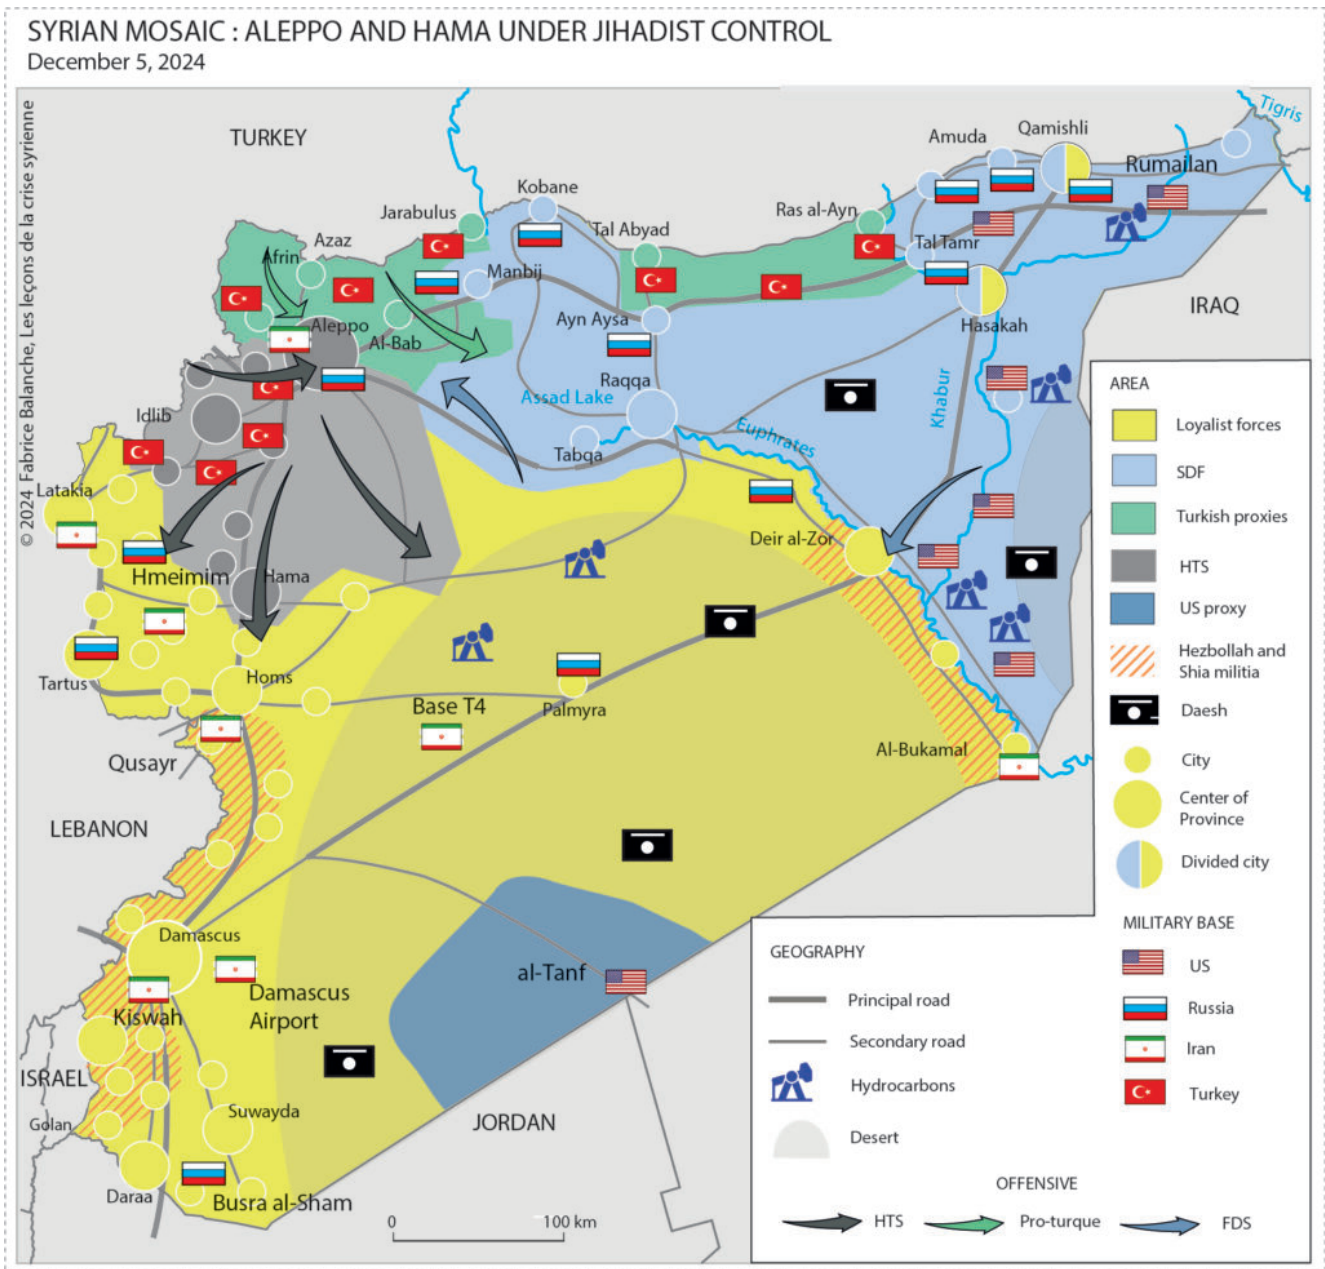 SYRIAN MOSAIC : ALEPPO AND HAMA UNDER JIHADIST CONTROL
December 5, 2024
© 2024 Fabrice Balanche, Les leçons de la crise syrienne
TURKEY
Tigris
Amuda
Qamishli
Rumailan
Kobane
Jarabulus
Tal Abyad
Ras al-Ayn
Azaz
Afrin
Manbij
Tal Tamr
IRAQ
Aleppo
Al-Bab
Ayn Aysa
Hasakah
Raqqa
Assad Lake
Khabur
Idlib
Euphrates
Tabqa
Latakia
Deir al-Zor
Hmeimim
Hama
Tartus
Homs
Base T4
Palmyra
Al-Bukamal
Qusayr
LEBANON
Damascus
al-Tanf
Damascus
Airport
Kiswah
ISRAEL
Golan
Suwayda
JORDAN
Daraa
Busra al-Sham
0
100 km
AREA
Loyalist forces
SDF
Turkish proxies
HTS
US proxy
Hezbollah and
Shia militia
Daesh
City
Center of
Province
Divided city
MILITARY BASE
US
Russia
Iran
Turkey
GEOGRAPHY
Principal road
Secondary road
Hydrocarbons
Desert
OFFENSIVE
HTS
Pro-turque
FDS